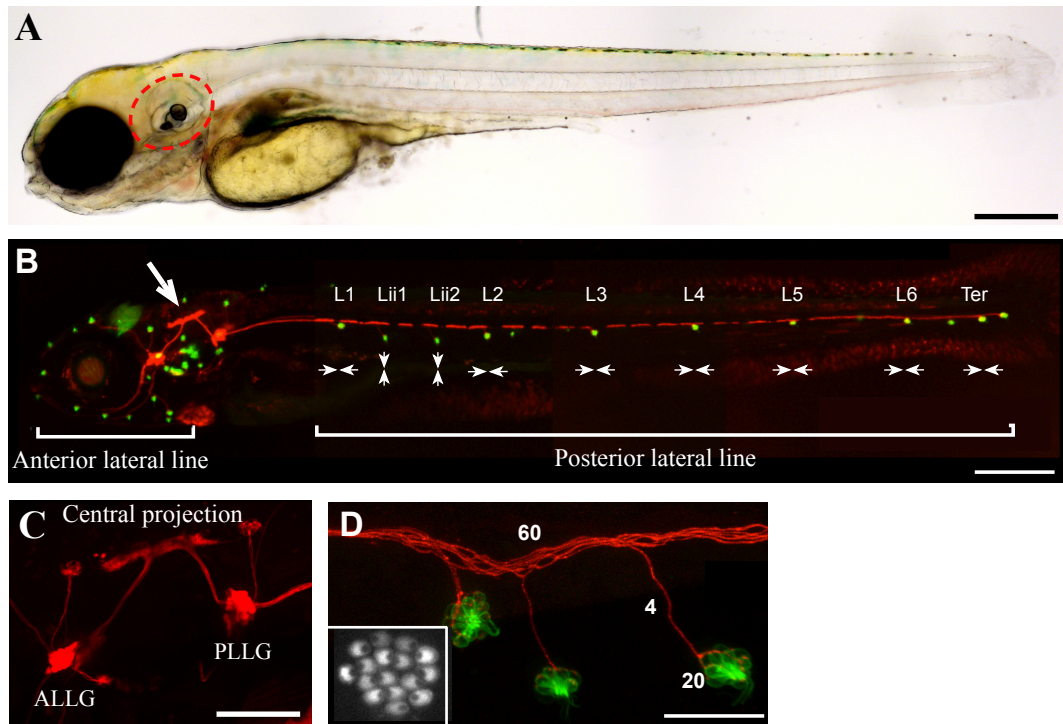 A
B
L1 Lii1 Lii2 L2 L3 L4 L5 L6 Ter
Anterior lateral line
Posterior lateral line
C
Central projection
PLLG
ALLG
D
60
4
20